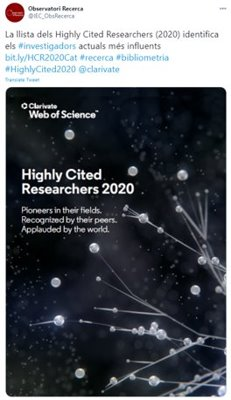 Observatori Recerca
@IEC_ObsRecerca
La llista dels Highly Cited Researchers (2020) identifica
els #investigadors actuals més influents
bit.ly/HCR2020Cat #recerca #bibliometria
#HighlyCited2020 @clarivate
Translate Tweet
Clarivate
Web of Science™
Highly Cited
Researchers 2020
Pioneers in their fields.
Recognized by their peers.
Applauded by the world.